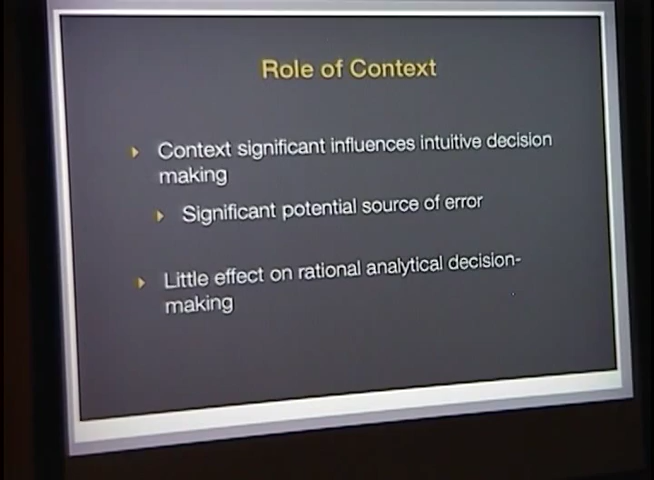 Role of Context
Context significant influences intuitive decision
making
Significant potential source of error
Little effect on rational analytical decision-
making